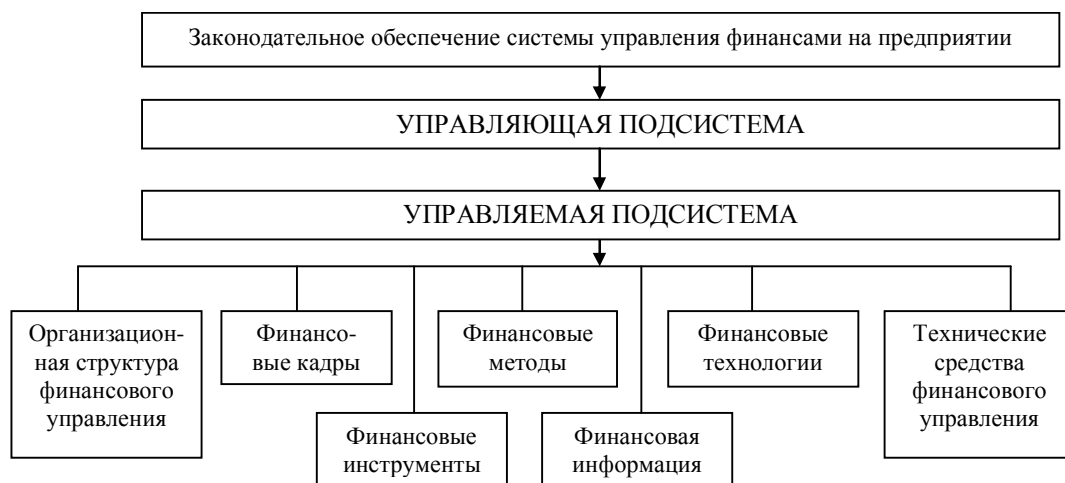 Законодательное обеспечение системы управления финансами на предприятии
УПРАВЛЯЮЩАЯ ПОДСИСТЕМА
УПРАВЛЯЕМАЯ ПОДСИСТЕМА
Организацион-
ная структура
финансового
управления
Финансо-
вые кадры
Финансовые
методы
Финансовые
технологии
Технические
средства
финансового
управления
Финансовые
инструменты
Финансовая
информация